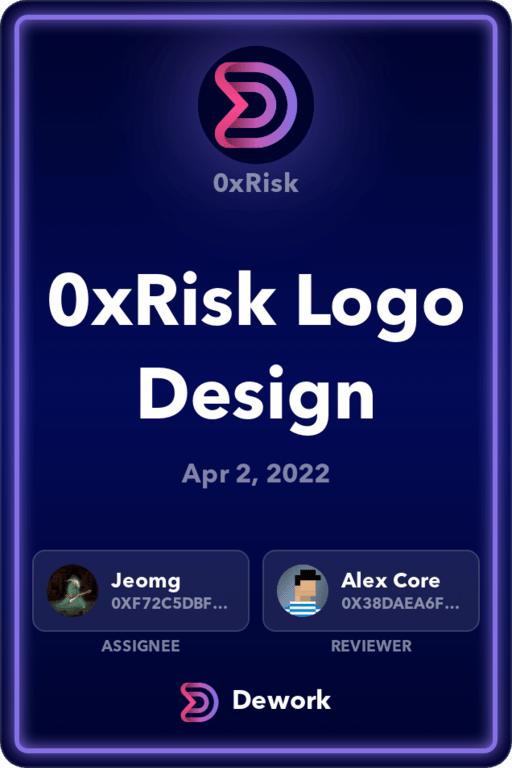 0xRisk
0xRisk Logo
Design
Apr 2, 2022
Jeomg
0XF72C5DBF...
Alex Core
0X38DAEA6F...
ASSIGNEE
REVIEWER
Dework